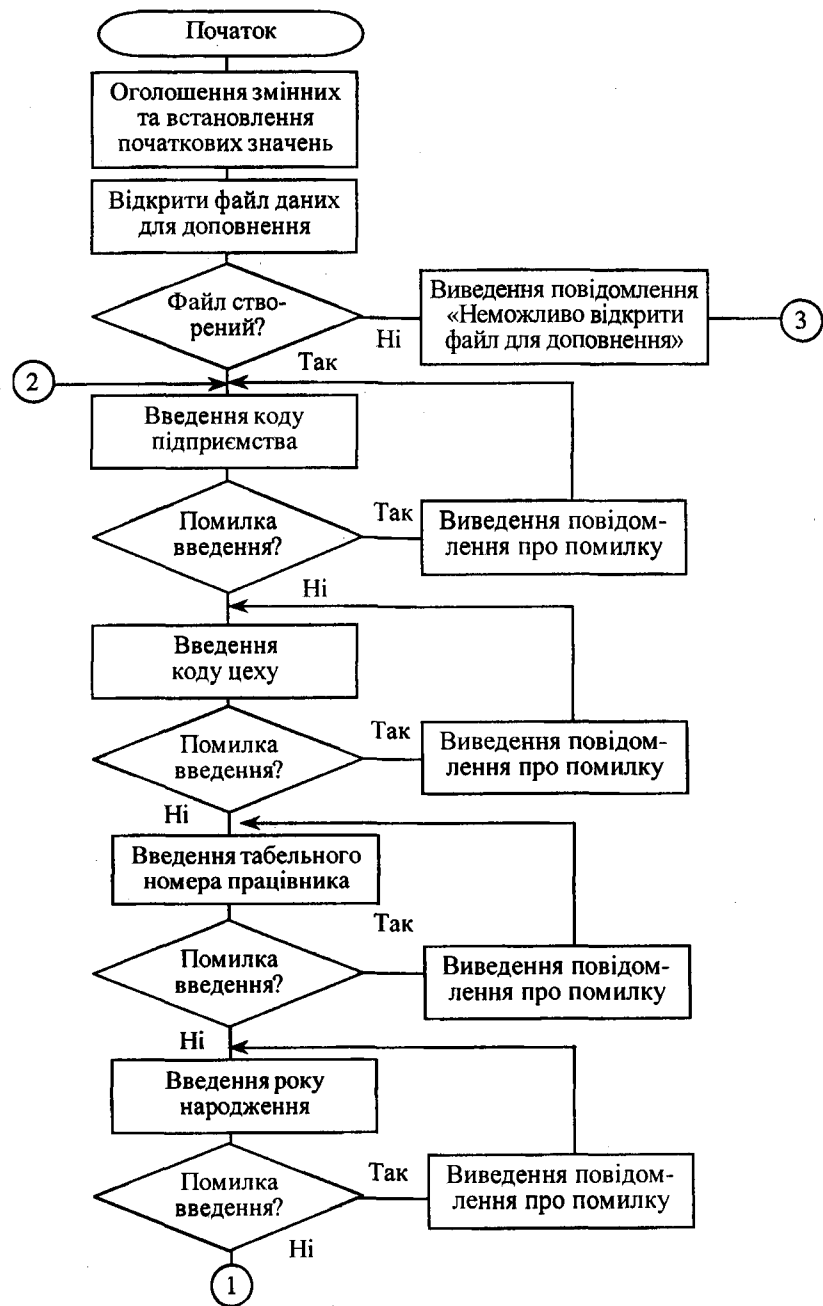 Початок
Оголошення змінних
та встановлення
початкових значень
Відкрити файл даних
для доповнення
Файл ство-
рений?
Ні
Виведення повідомлення
«Неможливо відкрити
файл для доповнення»
3
Так
2
Введення коду
підприємства
Помилка
введення?
Так
Виведення повідом-
лення про помилку
Ні
Введення
коду цеху
Помилка
введення?
Так
Виведення повідом-
лення про помилку
Ні
Введення табельного
номера працівника
Помилка
введення?
Так
Виведення повідом-
лення про помилку
Ні
Введення року
народження
Помилка
введення?
Так
Виведення повідом-
лення про помилку
Ні
1